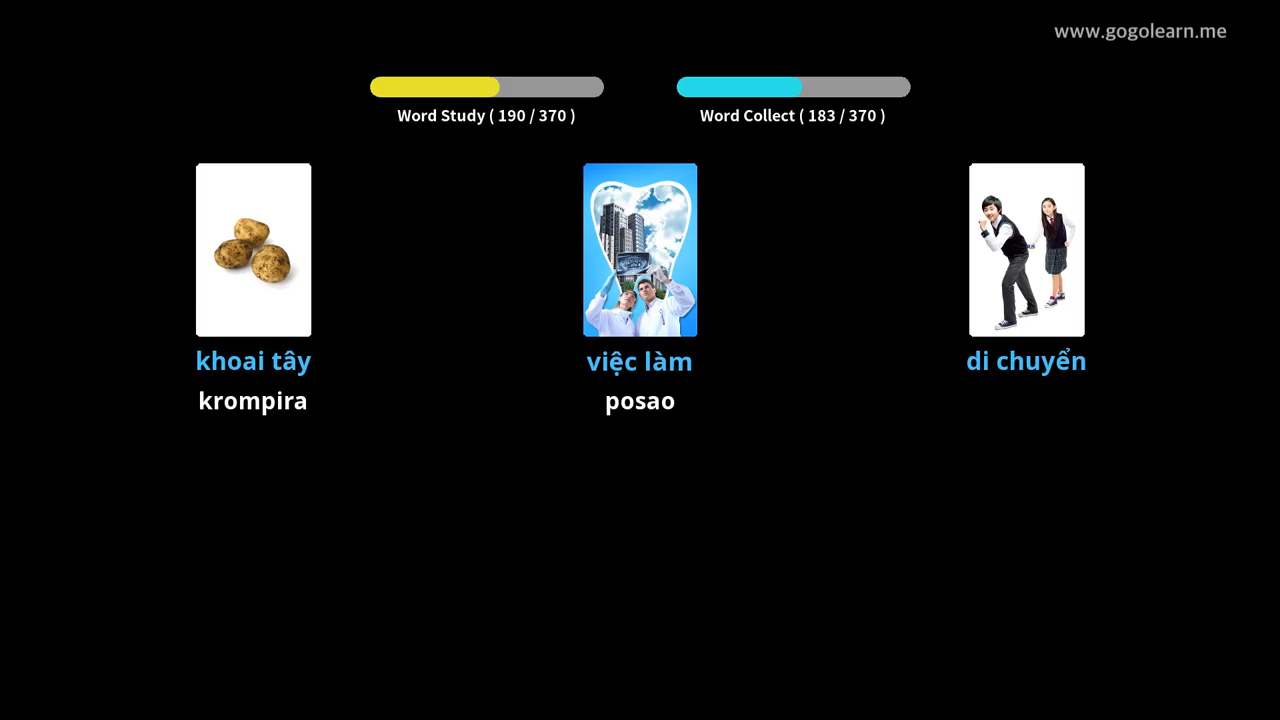 www.gogolearn.me
Word Study ( 190 / 370 )
Word Collect ( 183 / 370 )
khoai tây
việc làm
di chuyển
krompira
posao